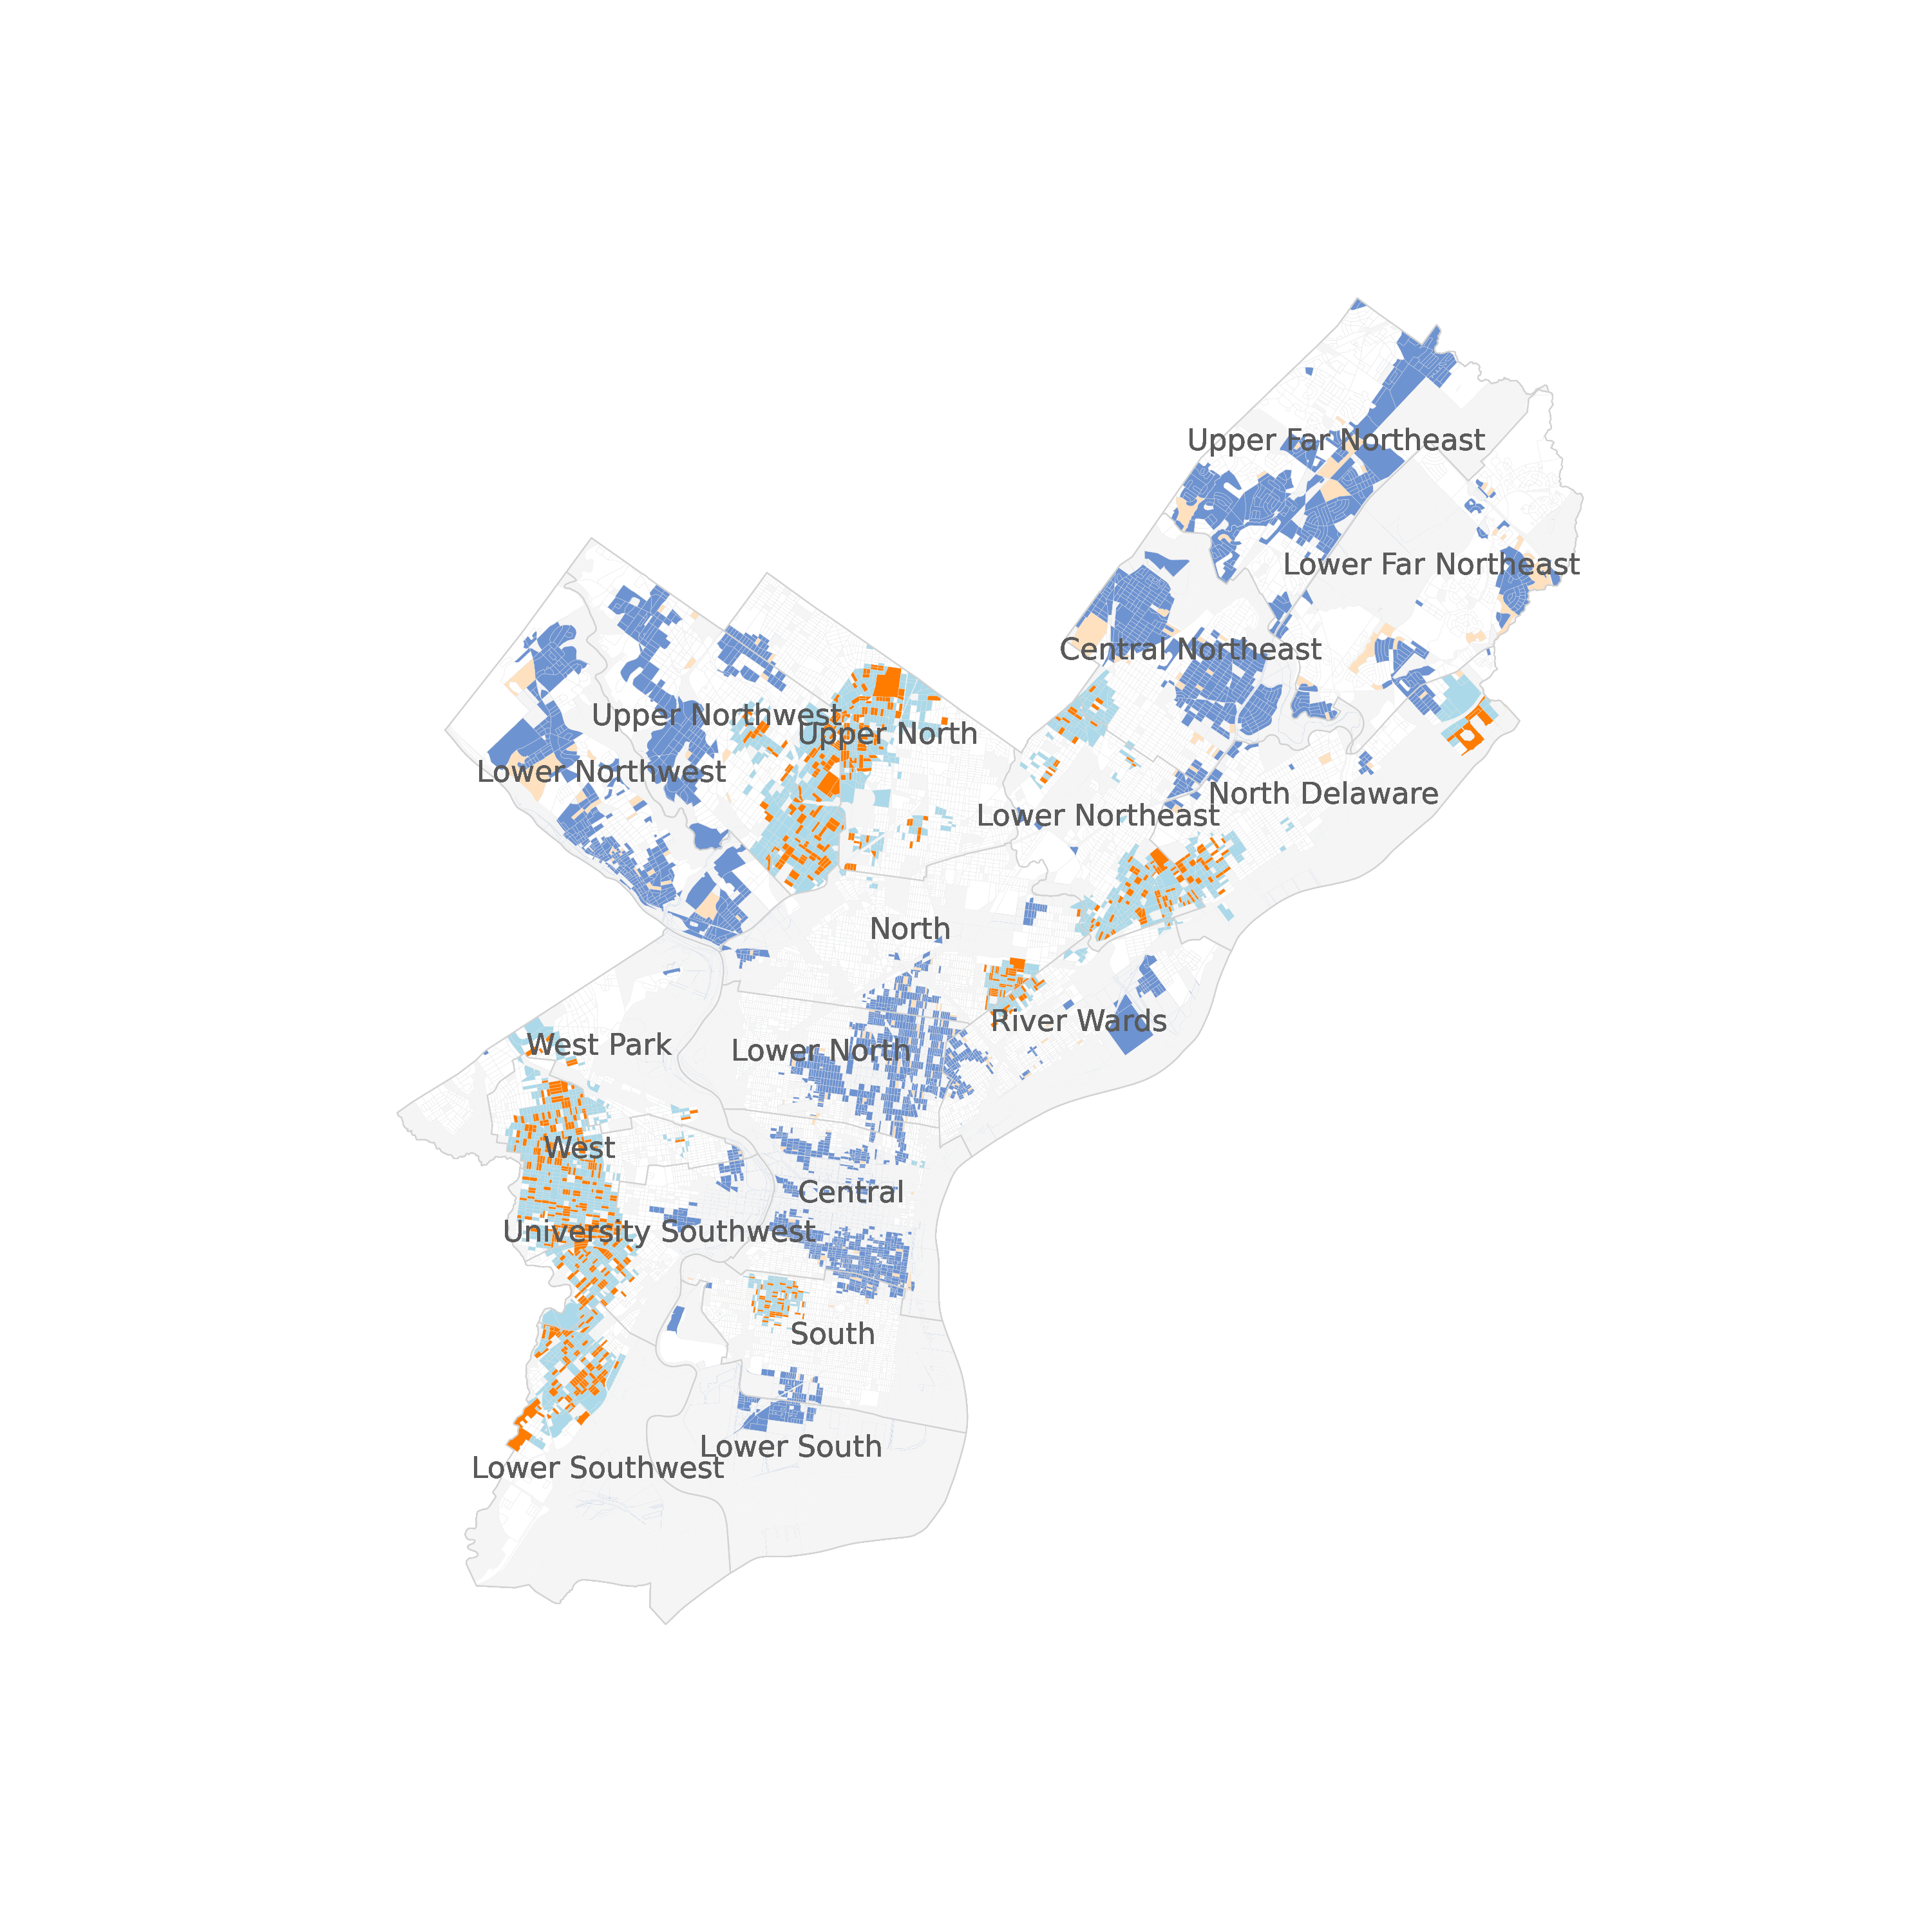 Upper Far Northeast
Lower Far Northeast
Central Northeast
Upper Northwest
Upper North
Lower Northwest
North Delaware
Lower Northeast
North
River Wards
West Park
Lower North
West
Central
University Southwest
South
Lower South
Lower Southwest